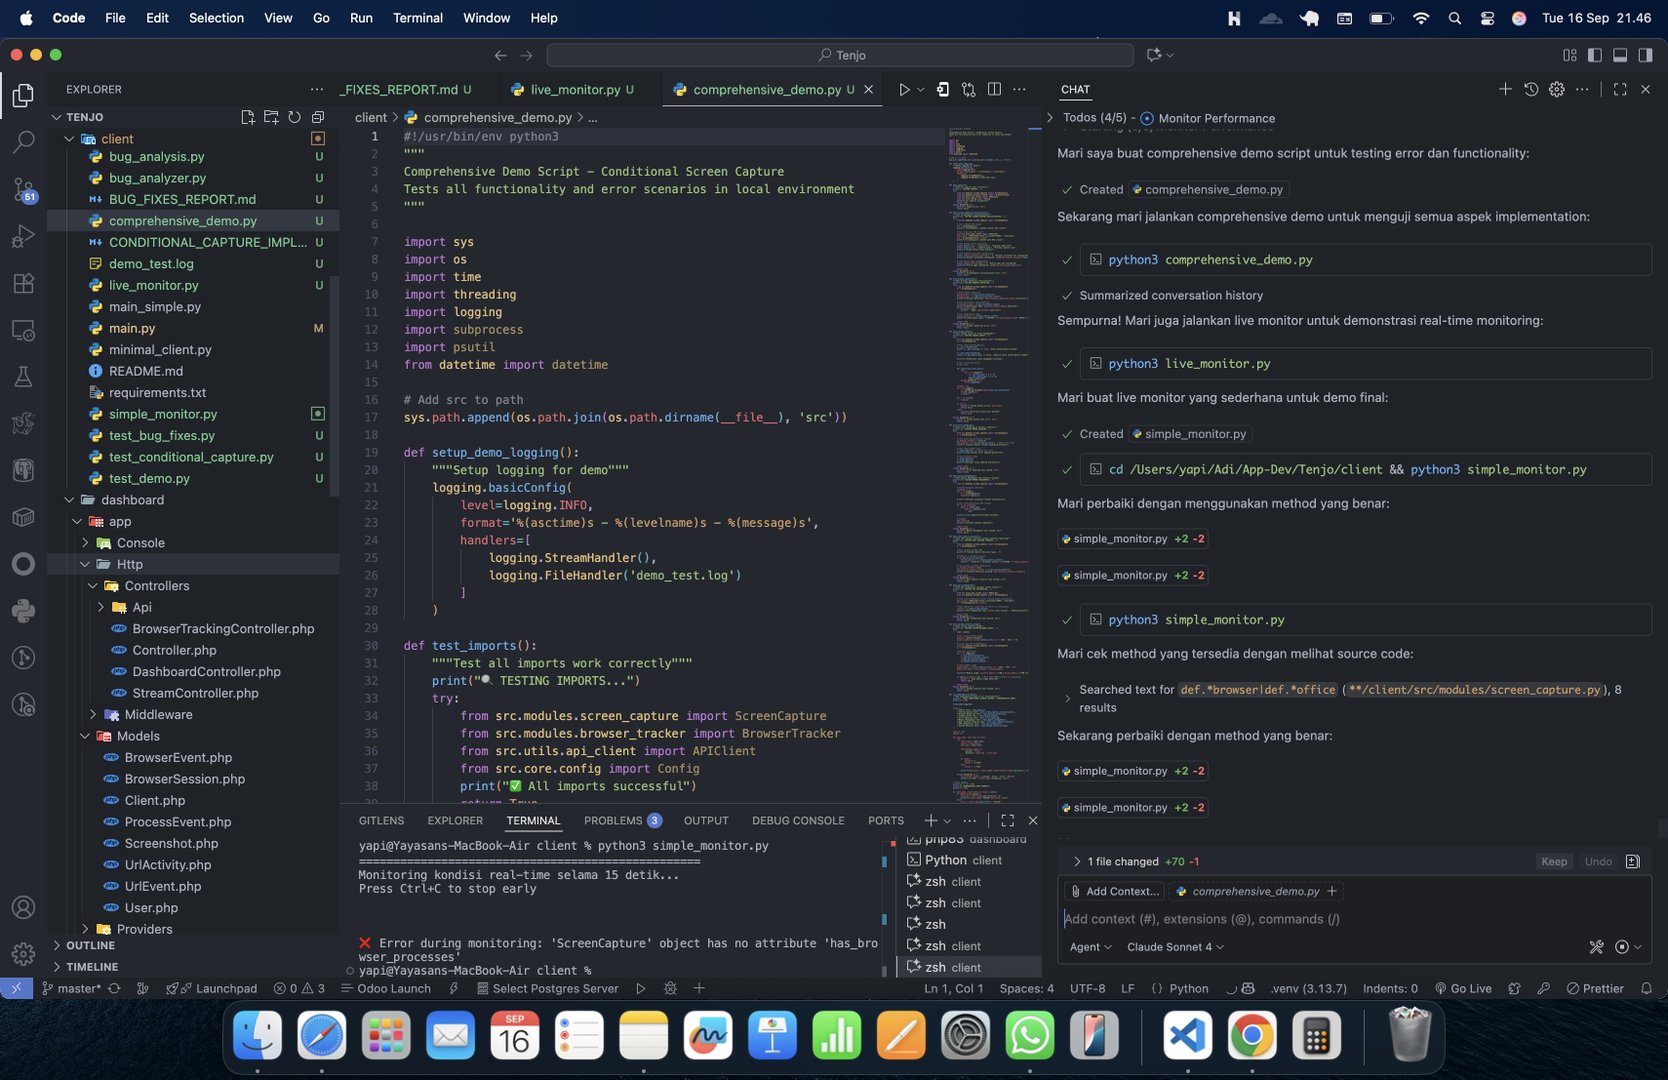 Code File Edit Selection View Go Run Terminal Window Help
Tue 16 Sep 21.46
Tenjo
EXPLORER
TENJO
client
bug_analysis.py U
bug_analyzer.py U
BUG_FIXES_REPORT.md U
comprehensive_demo.py U
CONDITIONAL_CAPTURE_IMPL... U
demo_test.log U
live_monitor.py U
main_simple.py
main.py M
minimal_client.py
README.md
requirements.txt
simple_monitor.py
test_bug_fixes.py U
test_conditional_capture.py U
test_demo.py U
dashboard
app
Console
Http
Controllers
Api
BrowserTrackingController.php
Controller.php
DashboardController.php
StreamController.php
Middleware
Models
BrowserEvent.php
BrowserSession.php
Client.php
ProcessEvent.php
Screenshot.php
UrlActivity.php
UrlEvent.php
User.php
Providers
OUTLINE
TIMELINE
51
_FIXES_REPORT.md U
live_monitor.py U
comprehensive_demo.py U
client > comprehensive_demo.py > ...
1 #!/usr/bin/env python3
2 """
3 Comprehensive Demo Script - Conditional Screen Capture
4 Tests all functionality and error scenarios in local environment
5 """
6
7 import sys
8 import os
9 import time
10 import threading
11 import logging
12 import subprocess
13 import psutil
14 from datetime import datetime
15
16 # Add src to path
17 sys.path.append(os.path.join(os.path.dirname(__file__), 'src'))
18
19 def setup_demo_logging():
20 """Setup logging for demo"""
21 logging.basicConfig(
22 level=logging.INFO,
23 format='%(asctime)s - %(levelname)s - %(message)s',
24 handlers=[
25 logging.StreamHandler(),
26 logging.FileHandler('demo_test.log')
27 ]
28 )
29
30 def test_imports():
31 """Test all imports work correctly"""
32 print("🔍 TESTING IMPORTS...")
33 try:
34 from src.modules.screen_capture import ScreenCapture
35 from src.modules.browser_tracker import BrowserTracker
36 from src.utils.api_client import APIClient
37 from src.core.config import Config
38 print("✅ All imports successful")
39 return True
GITLENS EXPLORER TERMINAL PROBLEMS 3 OUTPUT DEBUG CONSOLE PORTS
yapi@Yayasans-MacBook-Air client % python3 simple_monitor.py
==============================================
Monitoring kondisi real-time selama 15 detik...
Press Ctrl+C to stop early
❌ Error during monitoring: 'ScreenCapture' object has no attribute 'has_bro
wser_processes'
yapi@Yayasans-MacBook-Air client %
php83 dashboard
Python client
zsh client
zsh client
zsh
zsh client
zsh client
CHAT
Todos (4/5) - Monitor Performance
Mari saya buat comprehensive demo script untuk testing error dan functionality:
Created comprehensive_demo.py
Sekarang mari jalankan comprehensive demo untuk menguji semua aspek implementation:
python3 comprehensive_demo.py
Summarized conversation history
Sempurna! Mari juga jalankan live monitor untuk demonstrasi real-time monitoring:
python3 live_monitor.py
Mari buat live monitor yang sederhana untuk demo final:
Created simple_monitor.py
cd /Users/yapi/Adi/App-Dev/Tenjo/client && python3 simple_monitor.py
Mari perbaiki dengan menggunakan method yang benar:
simple_monitor.py +2 -2
simple_monitor.py +2 -2
python3 simple_monitor.py
Mari cek method yang tersedia dengan melihat source code:
Searched text for def.*browser|def.*office (**/client/src/modules/screen_capture.py), 8
results
Sekarang perbaiki dengan method yang benar:
simple_monitor.py +2 -2
simple_monitor.py +2 -2
1 file changed +70 -1
Keep Undo
Add Context... comprehensive_demo.py
Add context (#), extensions (@), commands (/)
Agent Claude Sonnet 4
master* Launchpad 0 3 Odoo Launch Select Postgres Server Ln 1, Col 1 Spaces: 4 UTF-8 LF Python .venv (3.13.7) Indents: 0 Go Live Prettier
SEP
16